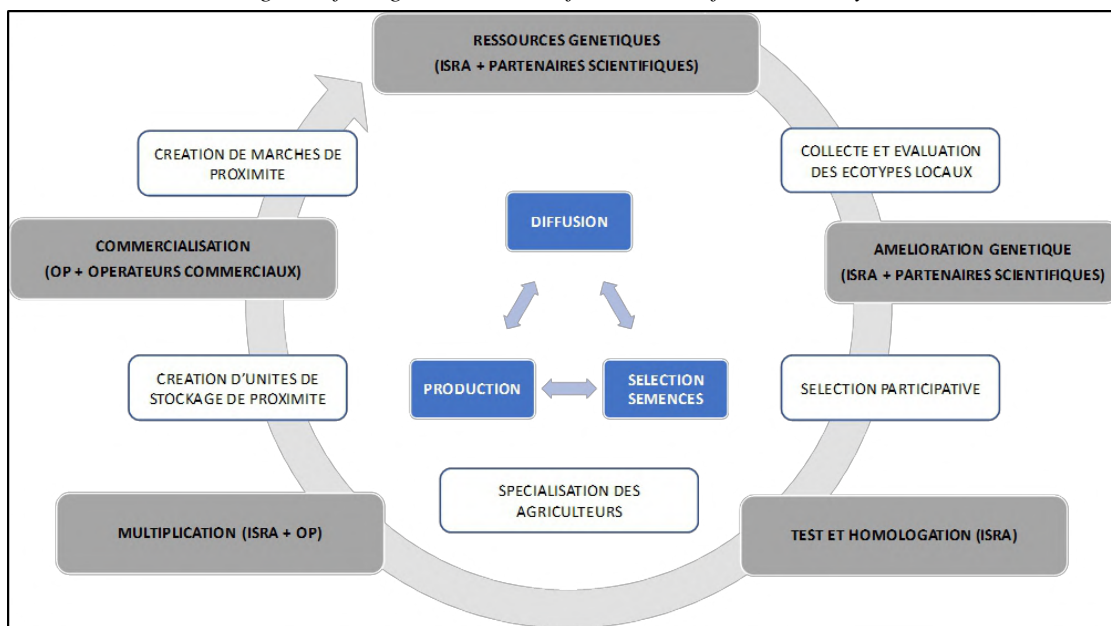 RESSOURCES GENETIQUES
(ISRA + PARTENAIRES SCIENTIFIQUES)
CREATION DE MARCHES DE
PROXIMITE
COLLECTE ET EVALUATION
DES ECOTYPES LOCAUX
DIFFUSION
COMMERCIALISATION
(OP + OPERATEURS COMMERCIAUX)
AMELIORATION GENETIQUE
(ISRA + PARTENAIRES SCIENTIFIQUES)
CREATION D'UNITES DE
STOCKAGE DE PROXIMITE
PRODUCTION
SELECTION
SEMENCES
SELECTION PARTICIPATIVE
SPECIALISATION DES
AGRICULTEURS
MULTIPLICATION (ISRA + OP)
TEST ET HOMOLOGATION (ISRA)